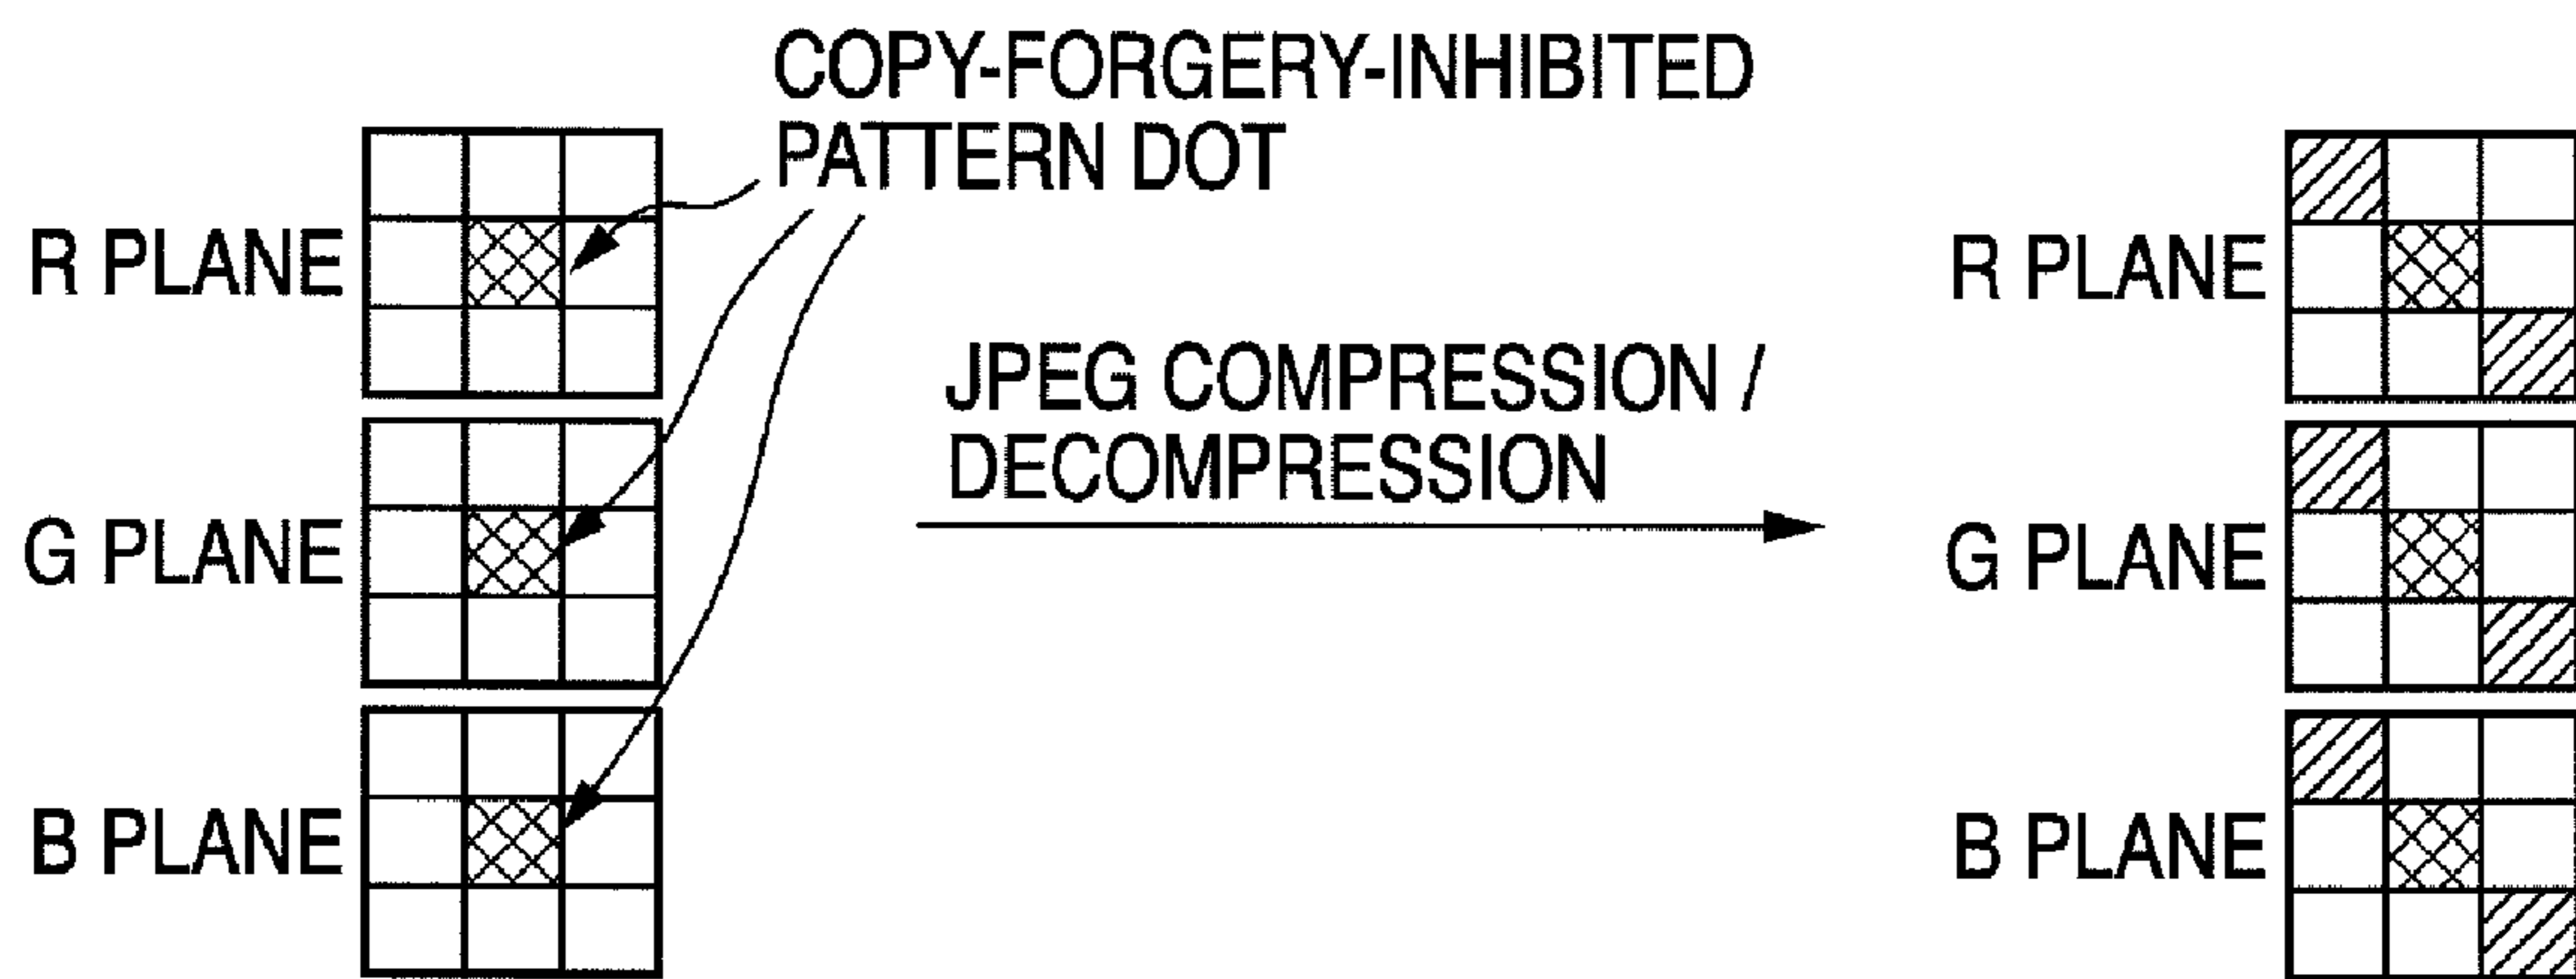 COPY-FORGERY-INHIBITED
PATTERN DOT
R PLANE
G PLANE
B PLANE
JPEG COMPRESSION /
DECOMPRESSION
R PLANE
G PLANE
B PLANE